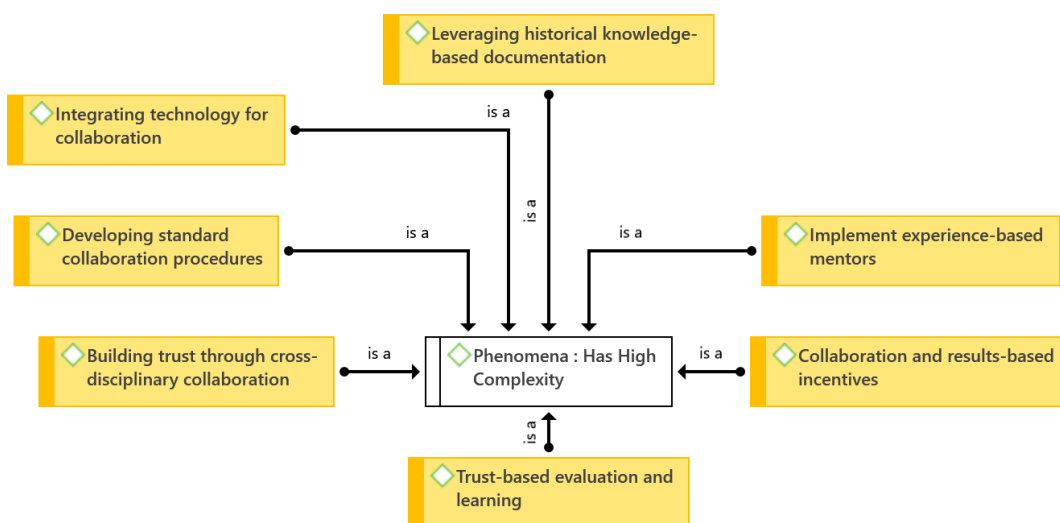 Leveraging historical knowledge-
based documentation
Integrating technology for
collaboration
is a
is a
Developing standard
collaboration procedures
is a
is a
Implement experience-based
mentors
Building trust through cross-
disciplinary collaboration
is a
Phenomena : Has High
Complexity
is a
Collaboration and results-based
incentives
is a
Trust-based evaluation and
learning